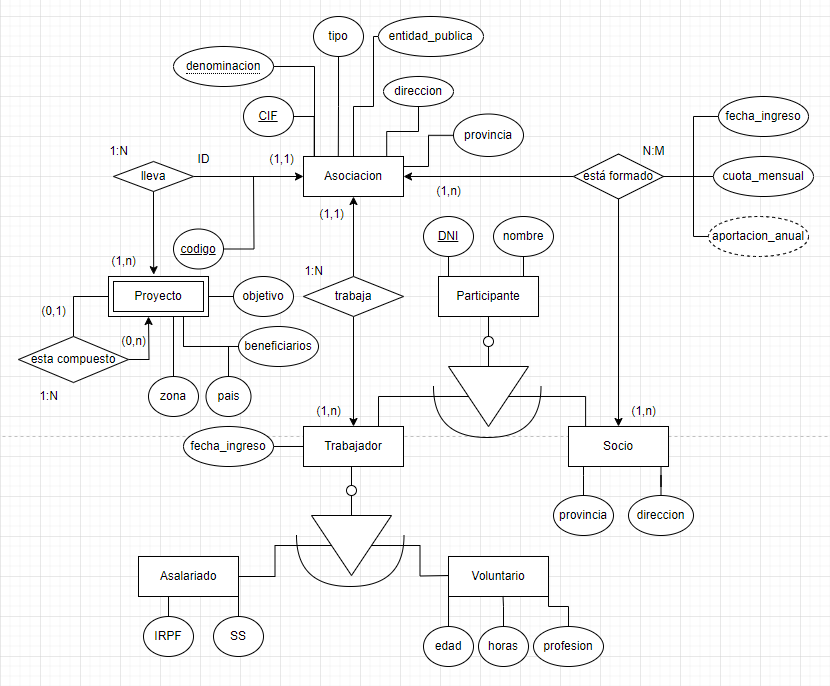 tipo
entidad_publica
denominacion
direccion
CIF
fecha_ingreso
provincia
1:N
N:M
ID
(1,1)
lleva
Asociacion
está formado
cuota_mensual
(1,n)
(1,1)
DNI
nombre
aportacion_anual
codigo
(1,n)
1:N
Proyecto
objetivo
trabaja
Participante
(0,1)
(0,n)
beneficiarios
esta compuesto
1:N
zona
pais
(1,n)
(1,n)
fecha_ingreso
Trabajador
Socio
provincia
direccion
Asalariado
Voluntario
IRPF
SS
edad
horas
profesion